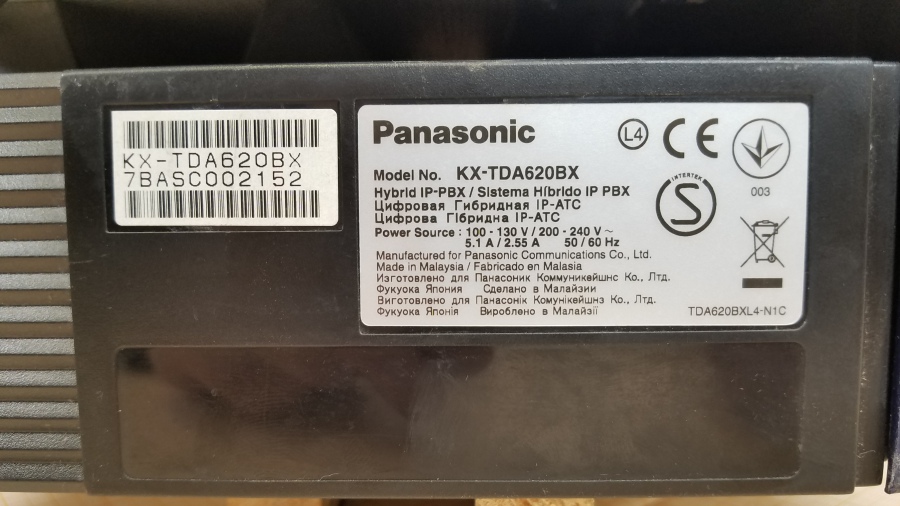 KX-TDA620BX
7BASC002152
Panasonic
L4
CE
003
INTERTEK
S
Model No. KX-TDA620BX
Hybrid IP-PBX / Sistema Híbrido IP PBX
Цифровая Гибридная IP-АТС
Цифрова Гібридна IP-АТС
Power Source : 100 - 130 V / 200 - 240 V ~
5.1 A / 2.55 A 50 / 60 Hz
Manufactured for Panasonic Communications Co., Ltd.
Made in Malaysia / Fabricado en Malasia
Изготовлено для Панасоник Коммуникейшнс Ко., Лтд.
Фукуока Япония Сделано в Малайзии
Виготовлено для Панасонік Комунікейшнз Ко., Лтд.
Фукуока Японія Вироблено в Малайзії
TDA620BXL4-N1C